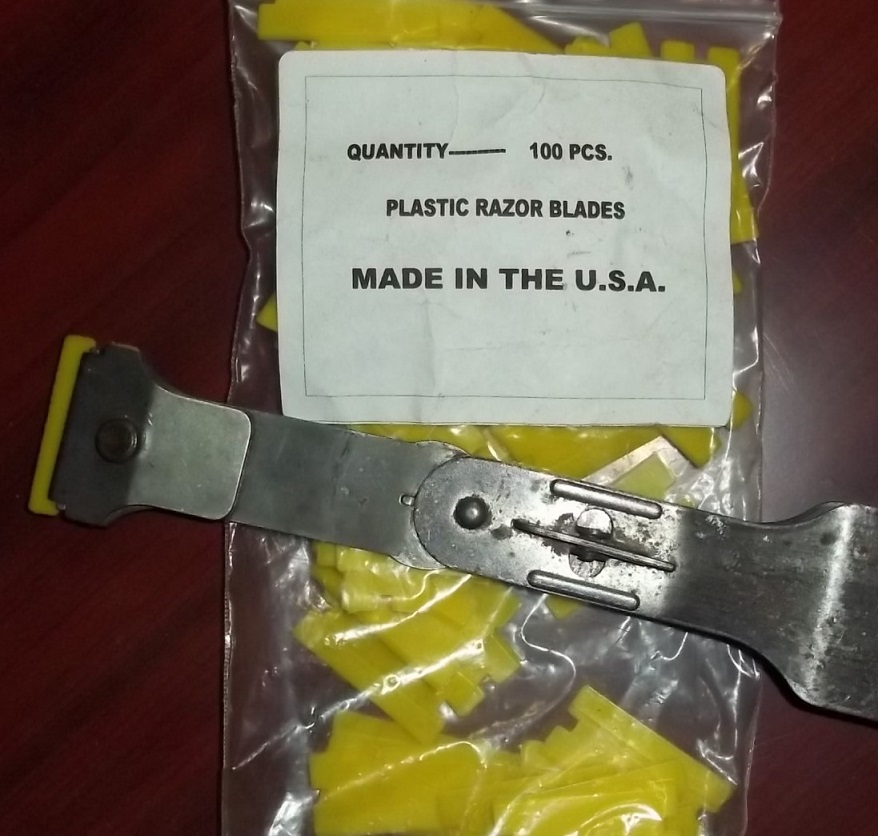 QUANTITY—— 100 PCS.
PLASTIC RAZOR BLADES
MADE IN THE U.S.A.